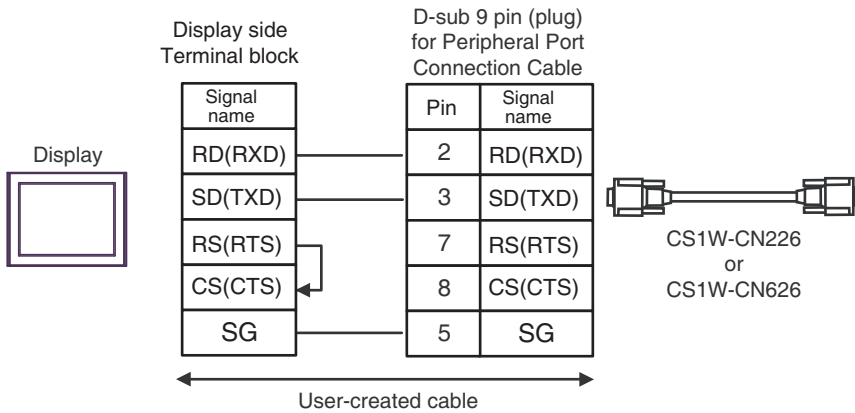 Display side
Terminal block
D-sub 9 pin (plug)
for Peripheral Port
Connection Cable
Signal
name
Pin
Signal
name
Display
RD(RXD)
2
RD(RXD)
SD(TXD)
3
SD(TXD)
RS(RTS)
7
RS(RTS)
CS(CTS)
8
CS(CTS)
SG
5
SG
CS1W-CN226
or
CS1W-CN626
User-created cable